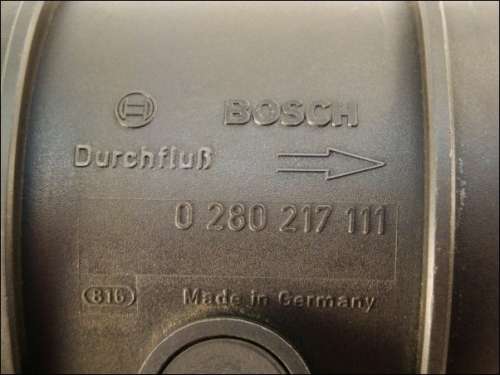 BOSCH
Durchfluß
0 280 217 111
816 Made in Germany